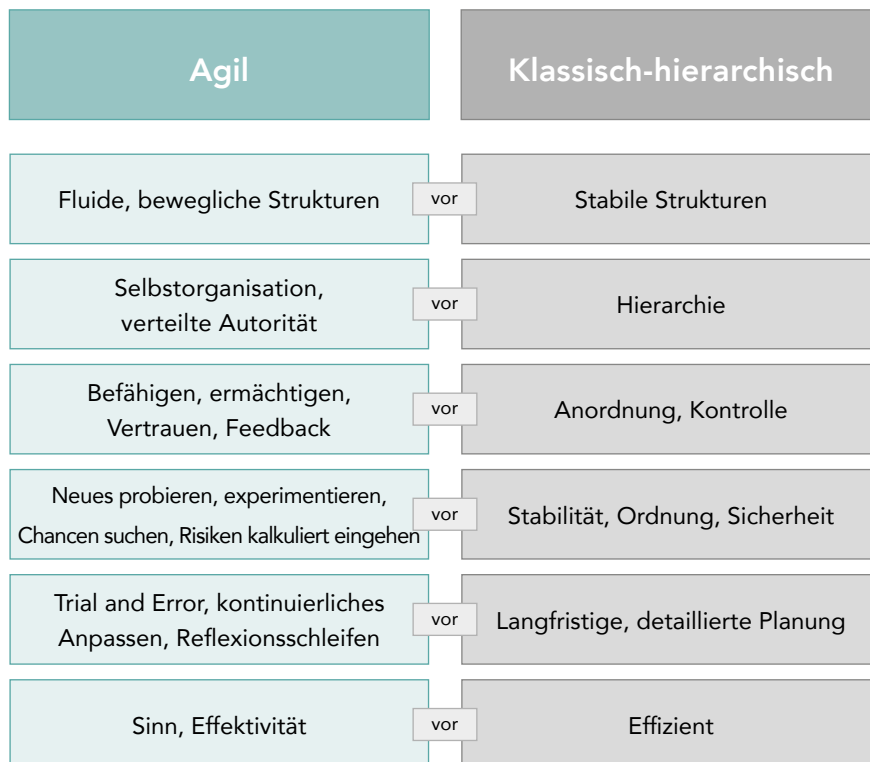 Agil
Klassisch-hierarchisch
Fluide, bewegliche Strukturen
vor
Stabile Strukturen
Selbstorganisation,
verteilte Autorität
vor
Hierarchie
Befähigen, ermächtigen,
Vertrauen, Feedback
vor
Anordnung, Kontrolle
Neues probieren, experimentieren,
Chancen suchen, Risiken kalkuliert eingehen
vor
Stabilität, Ordnung, Sicherheit
Trial and Error, kontinuierliches
Anpassen, Reflexionsschleifen
vor
Langfristige, detaillierte Planung
Sinn, Effektivität
vor
Effizient